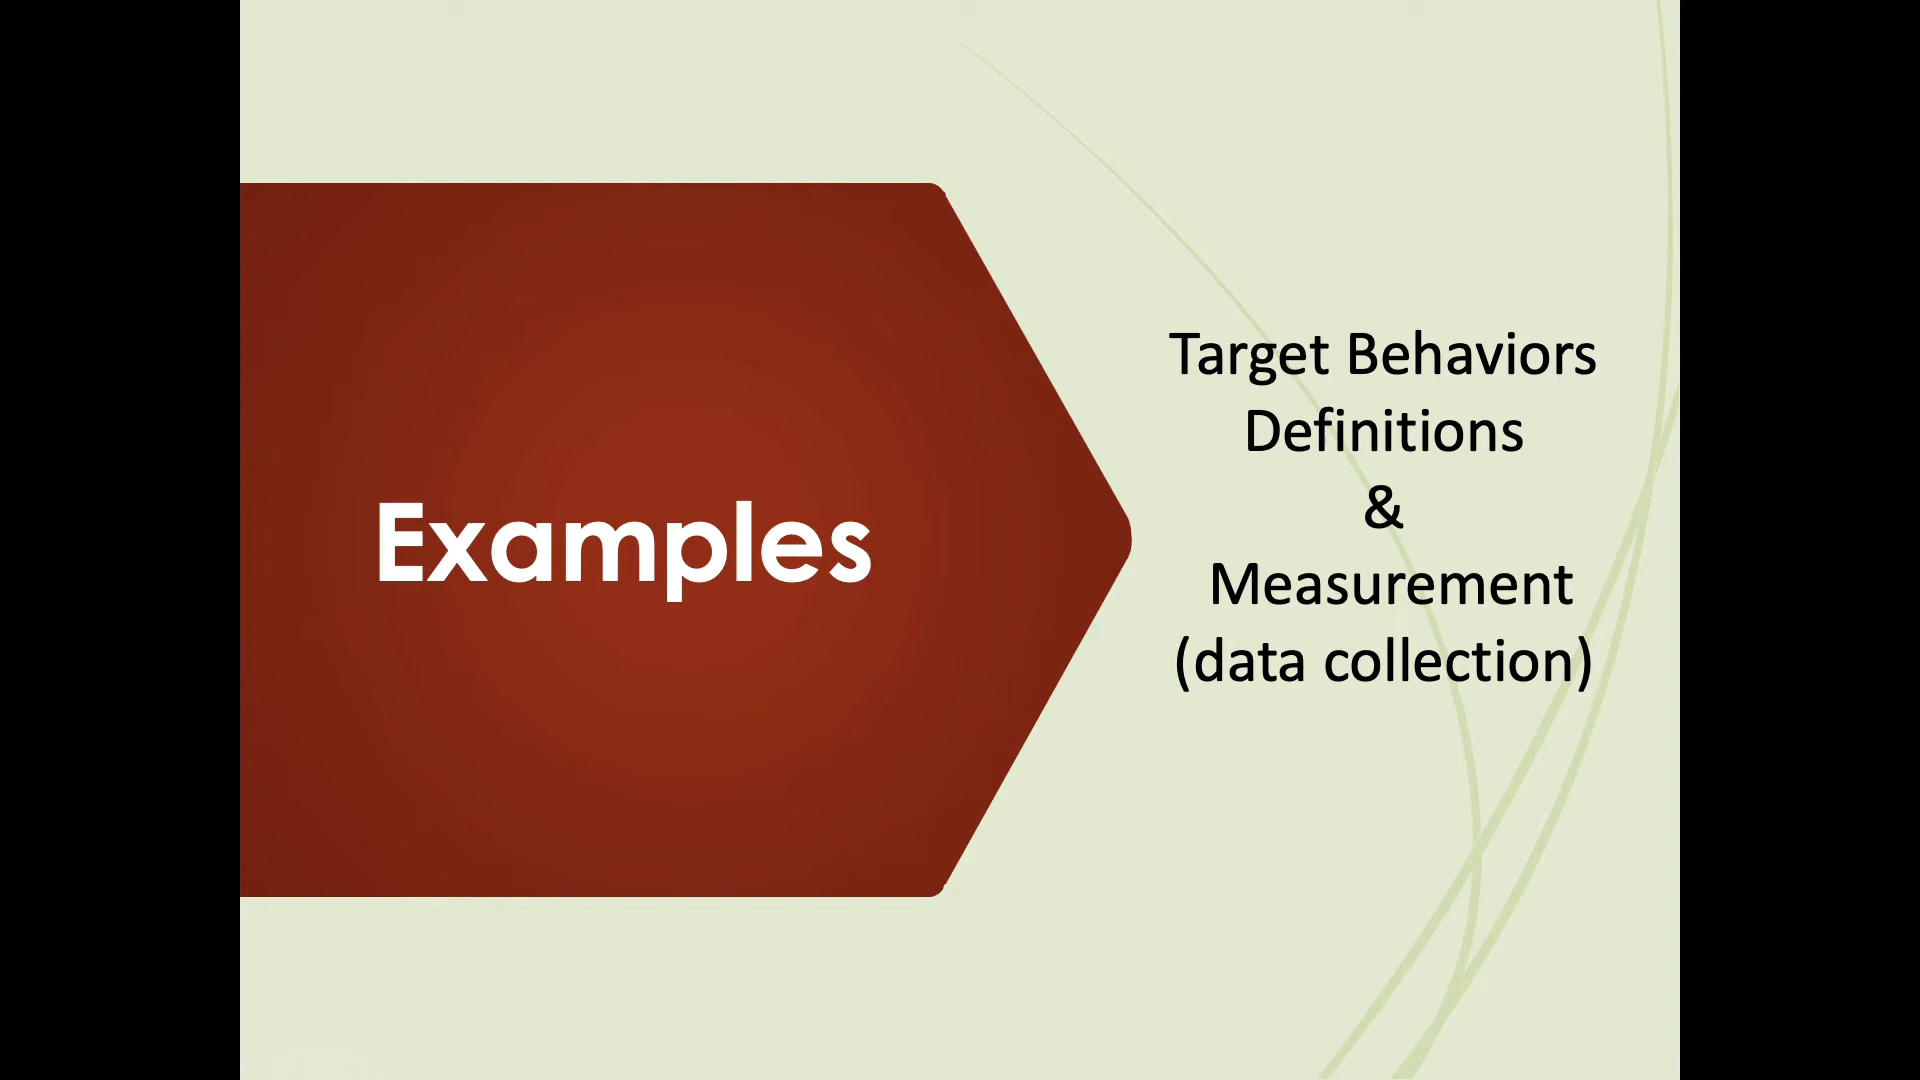 Examples
Target Behaviors
Definitions
&
Measurement
(data collection)